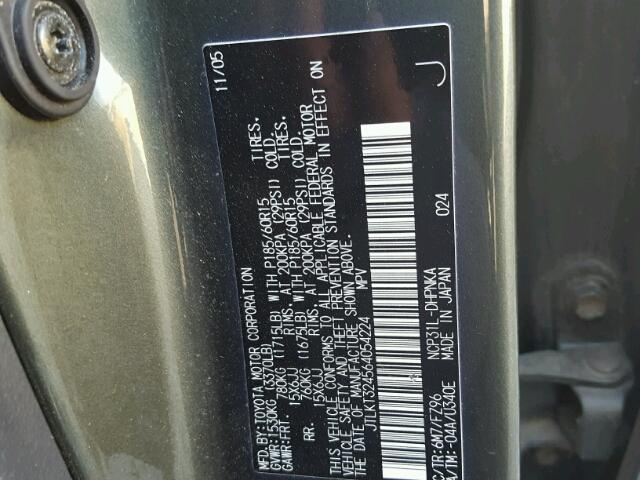 11/05
MFD.BY:TOYOTA MOTOR CORPORATION
GVWR:1530KG (3370LB)
GAWR:FRT. 780KG (1715LB) WITH P185/60R15 TIRES.
15X6JJ RIMS, AT 200KPA (29PSI) COLD.
RR. 760KG (1675LB) WITH P185/60R15 TIRES.
15X6JJ RIMS, AT 200KPA (29PSI) COLD.
THIS VEHICLE CONFORMS TO ALL APPLICABLE FEDERAL MOTOR
VEHICLE SAFETY AND THEFT PREVENTION STANDARDS IN EFFECT ON
THE DATE OF MANUFACTURE SHOWN ABOVE.
JTLKT324564054224 MPV
C/TR:6M7/FZ96 NCP31L-DHPNKA 024
A/TM:-04A/U340E MADE IN JAPAN
J